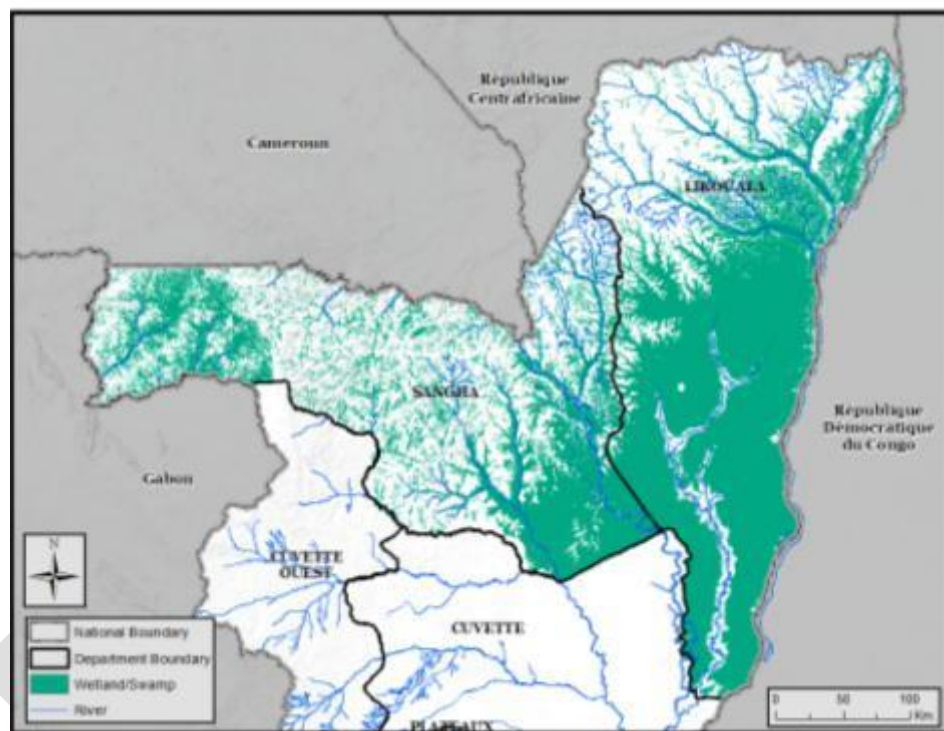 République
Centrafricaine
Cameroun
LIKOUALA
SANGHA
République
Démocratique
du Congo
Gabon
N
CUVETTE
OUEST
CUVETTE
PLATEAUX
National Boundary
Department Boundary
Wetland/Swamp
River
0 50 100
Km